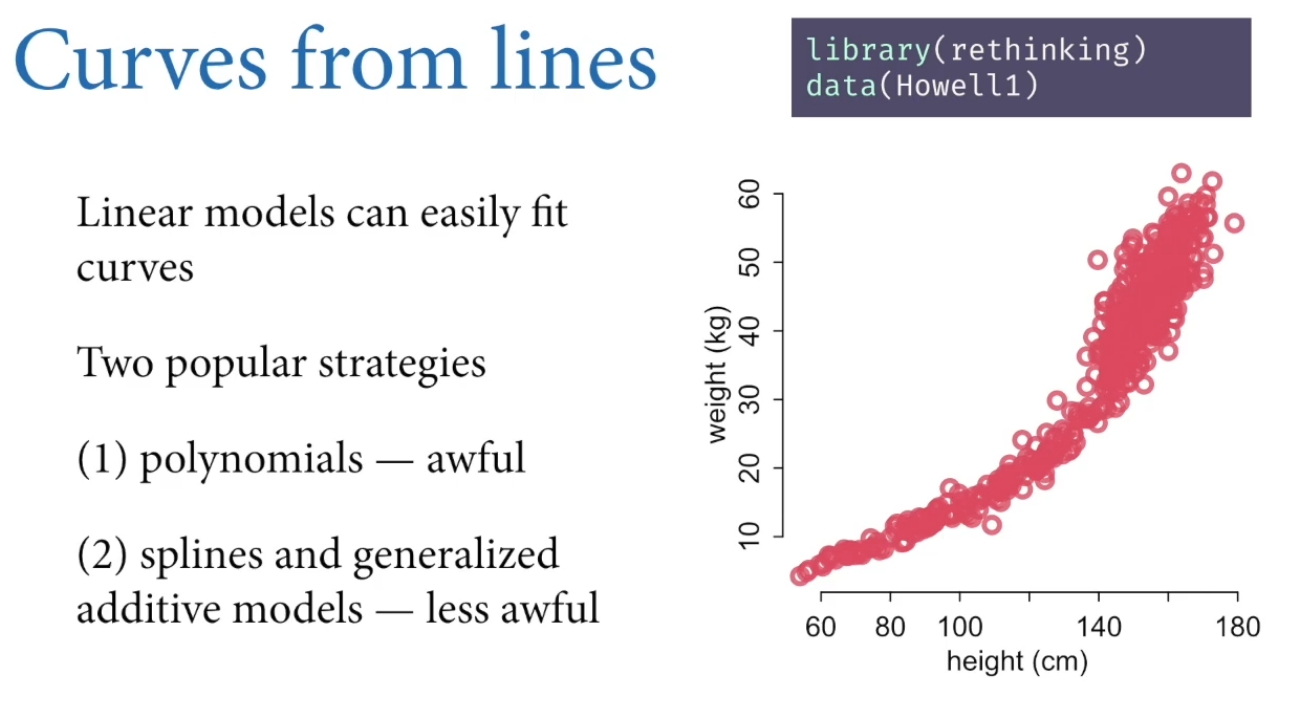 Curves from lines
library(rethinking)
data(Howell1)
Linear models can easily fit
curves
Two popular strategies
(1) polynomials — awful
(2) splines and generalized
additive models — less awful
weight (kg)
60
50
40
30
20
10
60 80 100 140 180
height (cm)